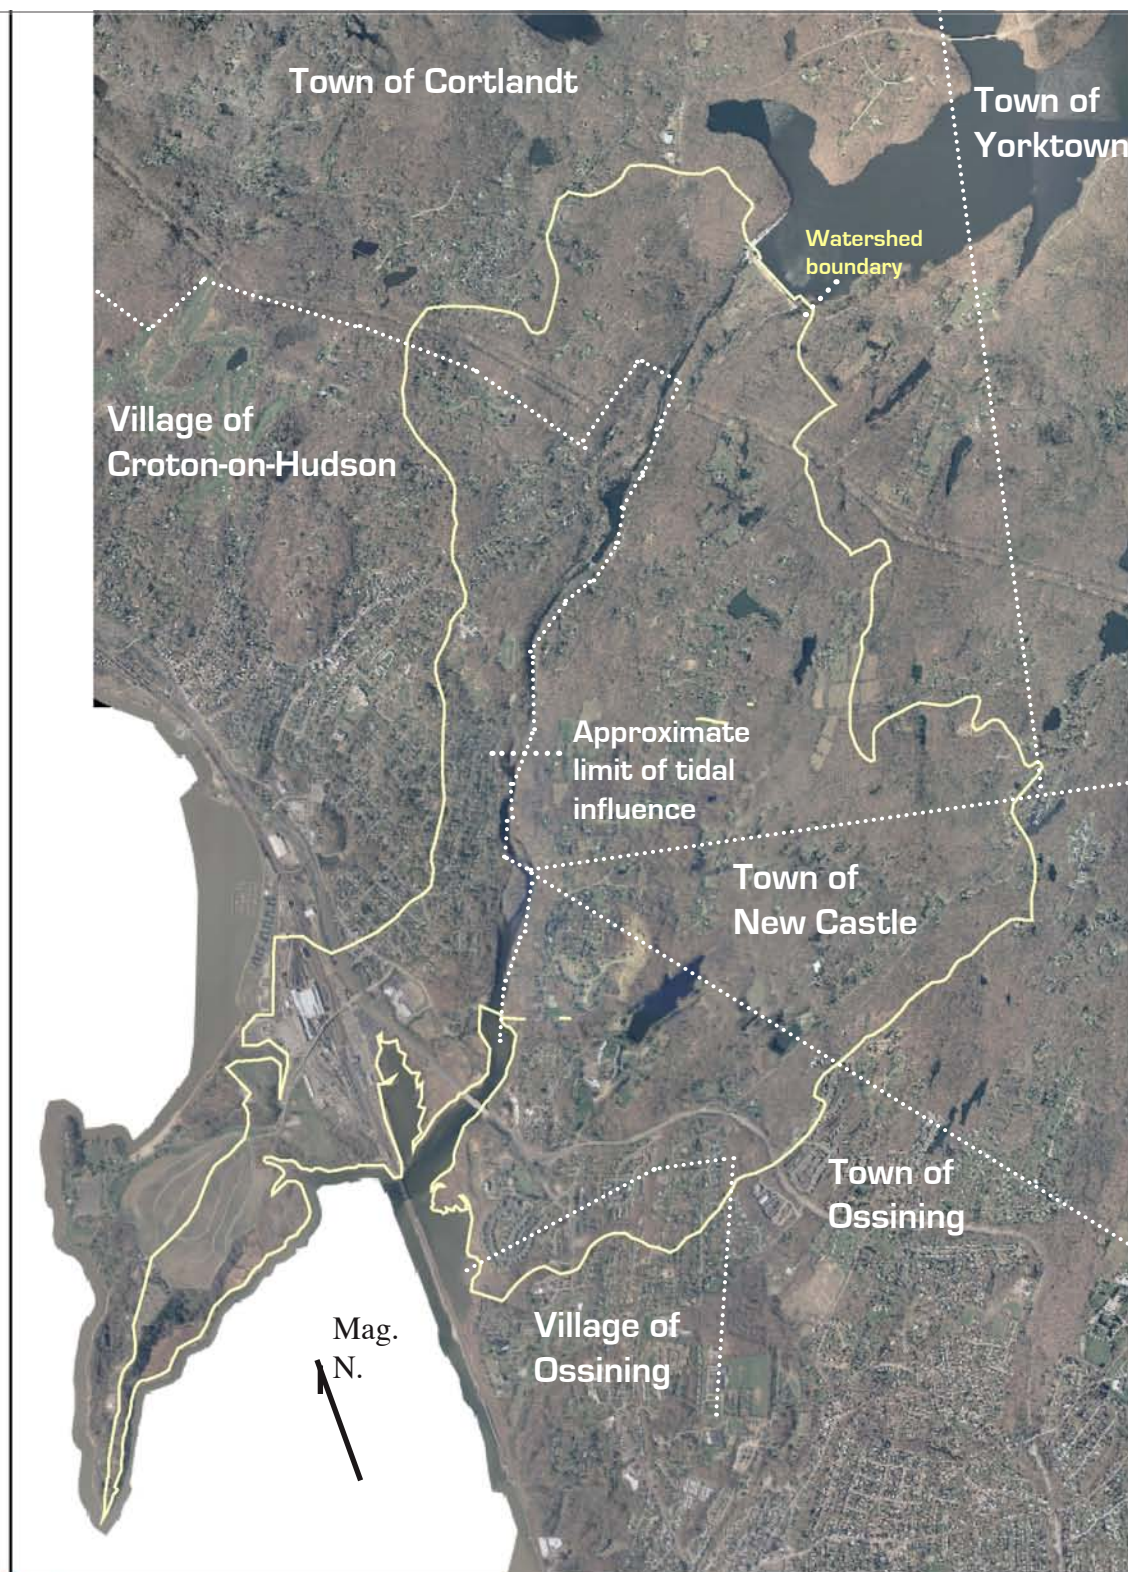 Town of Cortlandt
Town of
Yorktown
Watershed
boundary
Village of
Croton-on-Hudson
Approximate
limit of tidal
influence
Town of
New Castle
Town of
Ossining
Village of
Ossining
Mag.
N.